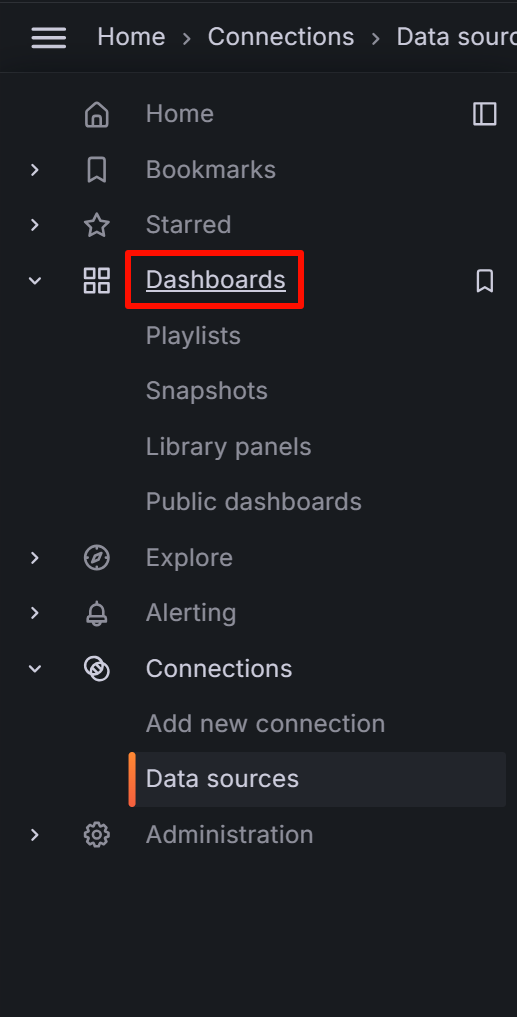 Home › Connections › Data sourc
Home
Bookmarks
Starred
Dashboards
Playlists
Snapshots
Library panels
Public dashboards
Explore
Alerting
Connections
Add new connection
Data sources
Administration